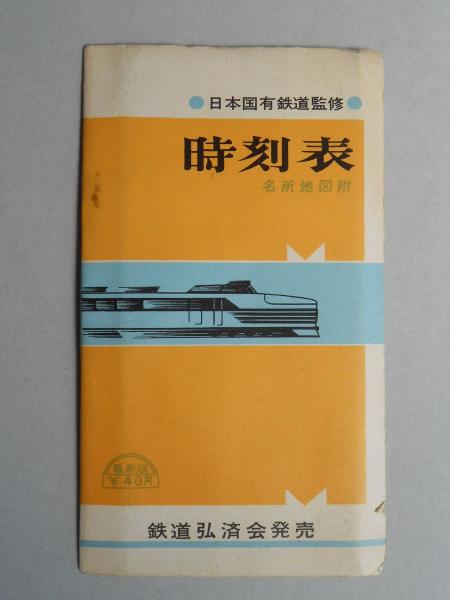 ●日本国有鉄道監修●
時刻表
名所地図附
最新版
￥40円
鉄道弘済会発売